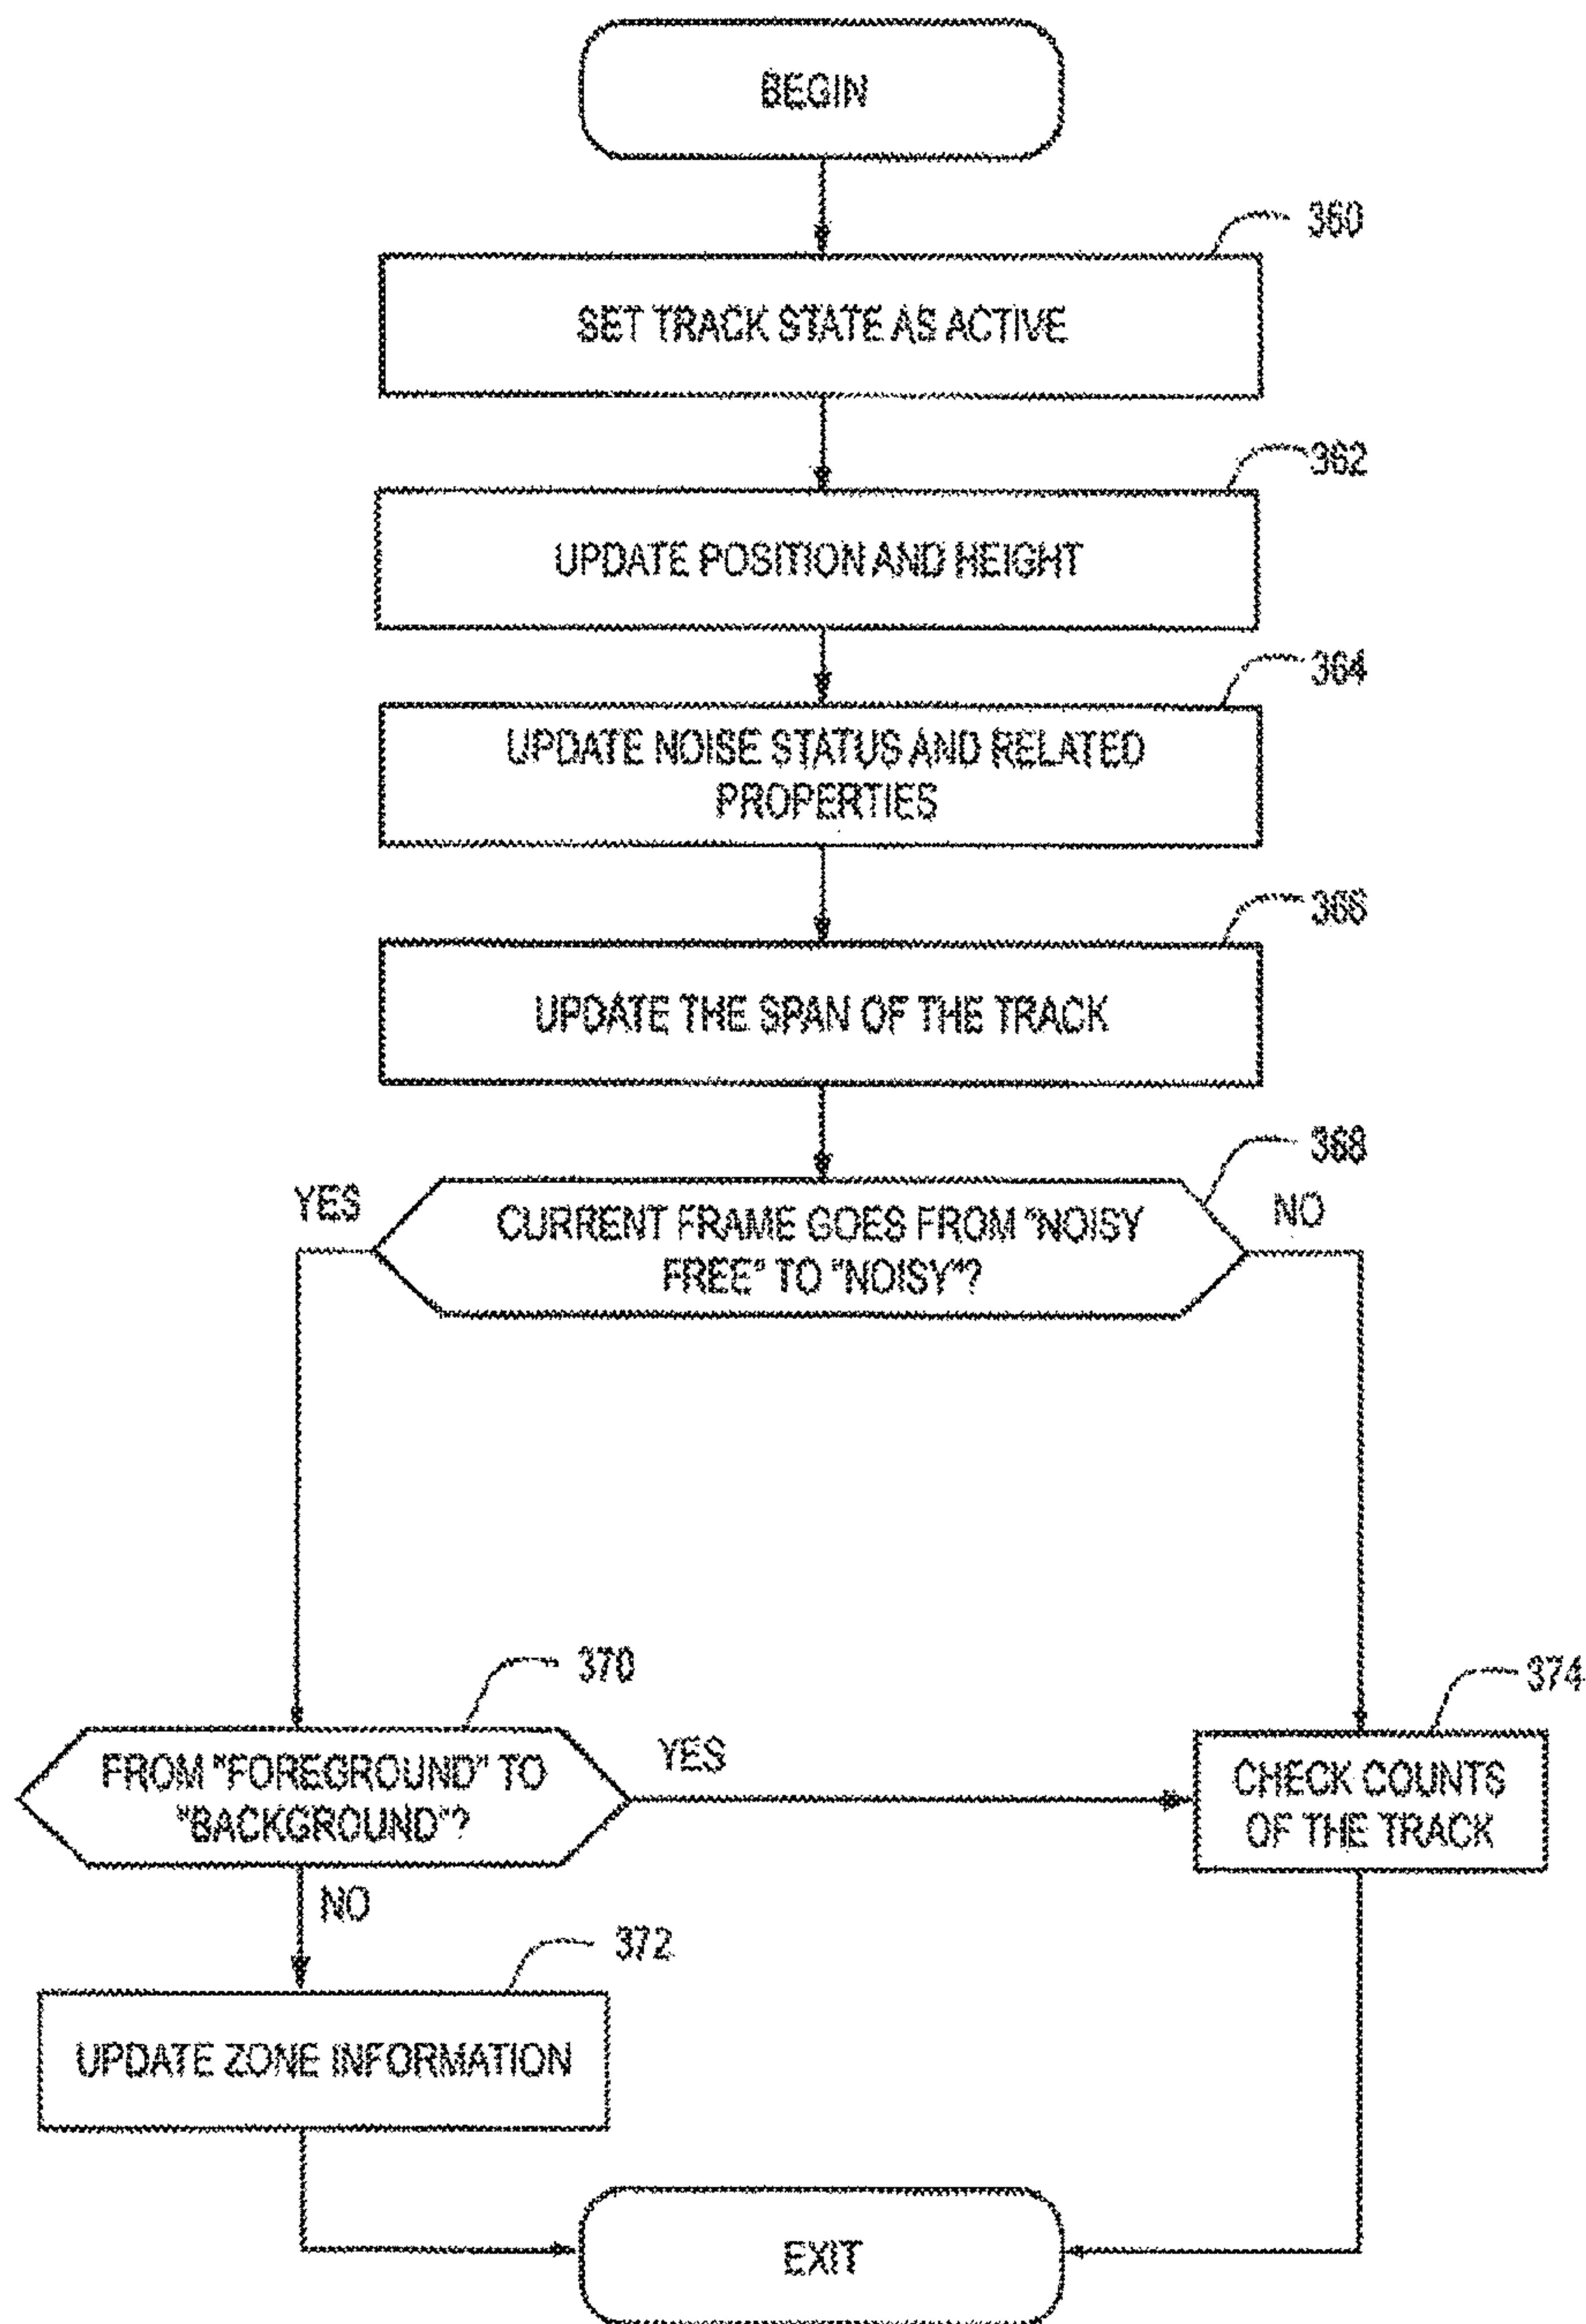 BEGIN
360
SET TRACK STATE AS ACTIVE
362
UPDATE POSITION AND HEIGHT
364
UPDATE NOISE STATUS AND RELATED
PROPERTIES
366
UPDATE THE SPAN OF THE TRACK
368
YES
NO
CURRENT FRAME GOES FROM "NOISY
FREE" TO "NOISY"?
370
374
FROM "FOREGROUND" TO
"BACKGROUND"?
YES
CHECK COUNTS
OF THE TRACK
NO
372
UPDATE ZONE INFORMATION
EXIT